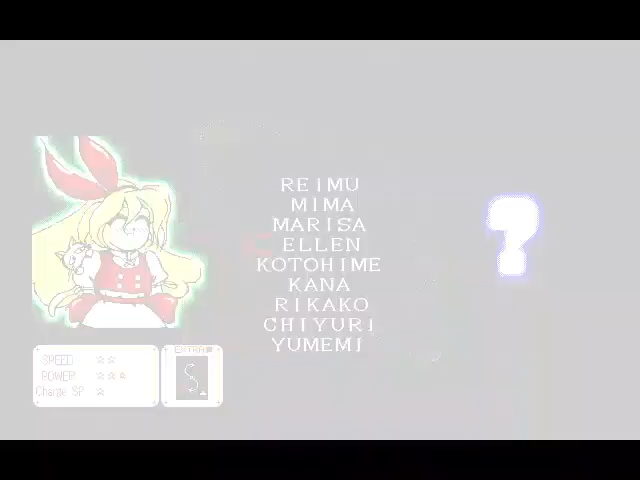 REIMU
MIMA
MARISA
ELLEN
KOTOHIME
KANA
RIKAKO
CHIYURI
YUMEMI
?
SPEED ☆☆
POWER ☆☆☆
Charge SP ☆
EXTRA